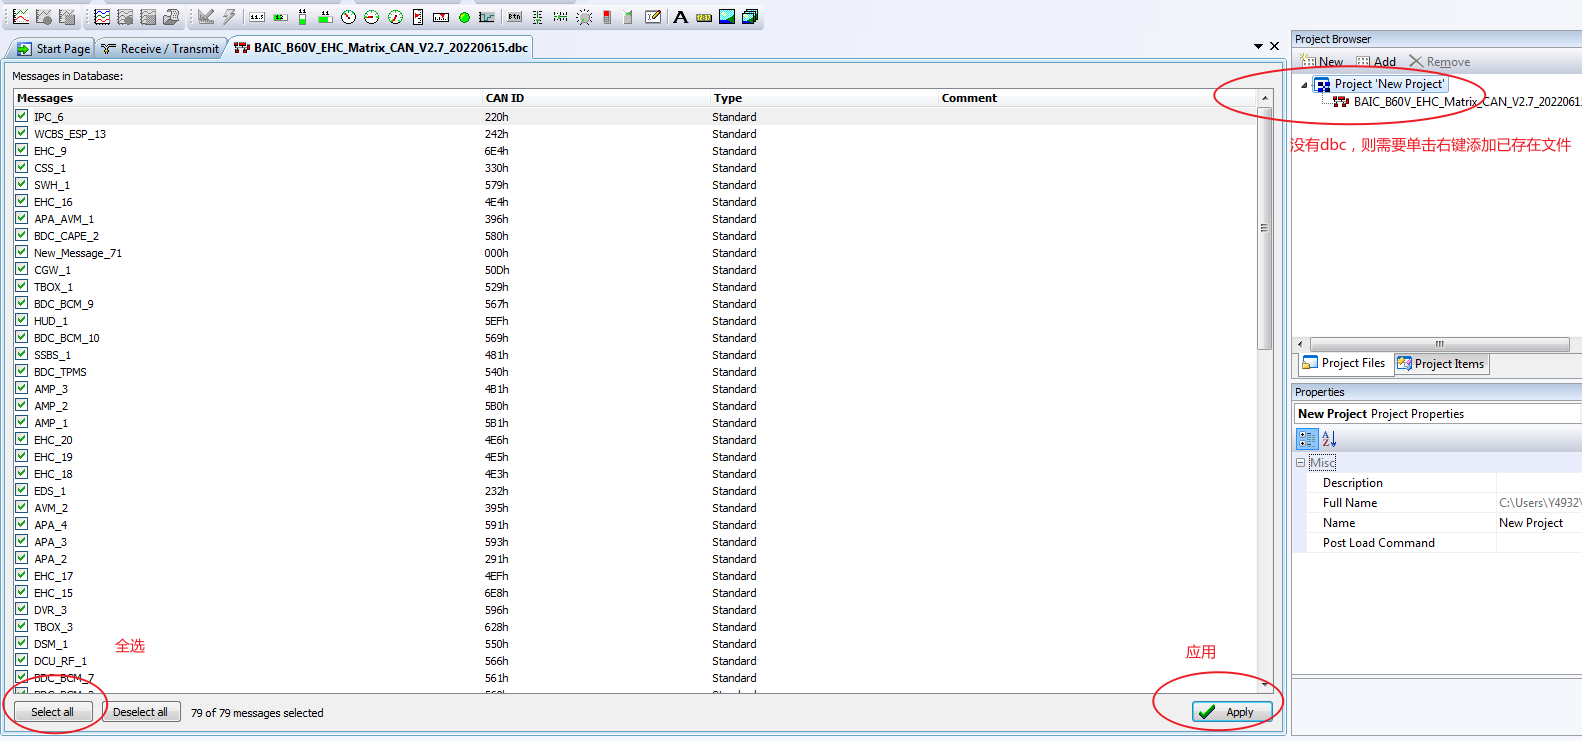 Start Page
Receive / Transmit
BAIC_B60V_EHC_Matrix_CAN_V2.7_20220615.dbc
Messages in Database:
Messages CAN ID Type Comment
IPC_6 220h Standard
WCBS_ESP_13 242h Standard
EHC_9 6E4h Standard
CSS_1 330h Standard
SWH_1 579h Standard
EHC_16 4E4h Standard
APA_AVM_1 396h Standard
BDC_CAPE_2 580h Standard
New_Message_71 000h Standard
CGW_1 50Dh Standard
TBOX_1 529h Standard
BDC_BCM_9 567h Standard
HUD_1 5EFh Standard
BDC_BCM_10 569h Standard
SSBS_1 481h Standard
BDC_TPMS 540h Standard
AMP_3 4B1h Standard
AMP_2 5B0h Standard
AMP_1 5B1h Standard
EHC_20 4E6h Standard
EHC_19 4E5h Standard
EHC_18 4E3h Standard
EDS_1 232h Standard
AVM_2 395h Standard
APA_4 591h Standard
APA_3 593h Standard
APA_2 291h Standard
EHC_17 4EFh Standard
EHC_15 6E8h Standard
DVR_3 596h Standard
TBOX_3 628h Standard
DSM_1 550h Standard
全选
DCU_RF_1 566h Standard
应用
BDC_BCM_7 561h Standard
Select all
Deselect all
79 of 79 messages selected
Apply
Project Browser
New Add Remove
Project 'New Project'
BAIC_B60V_EHC_Matrix_CAN_V2.7_2022061
没有dbc，则需要单击右键添加已存在文件
Project Files
Project Items
Properties
New Project Project Properties
Misc
Description
Full Name C:\Users\Y4932\
Name New Project
Post Load Command